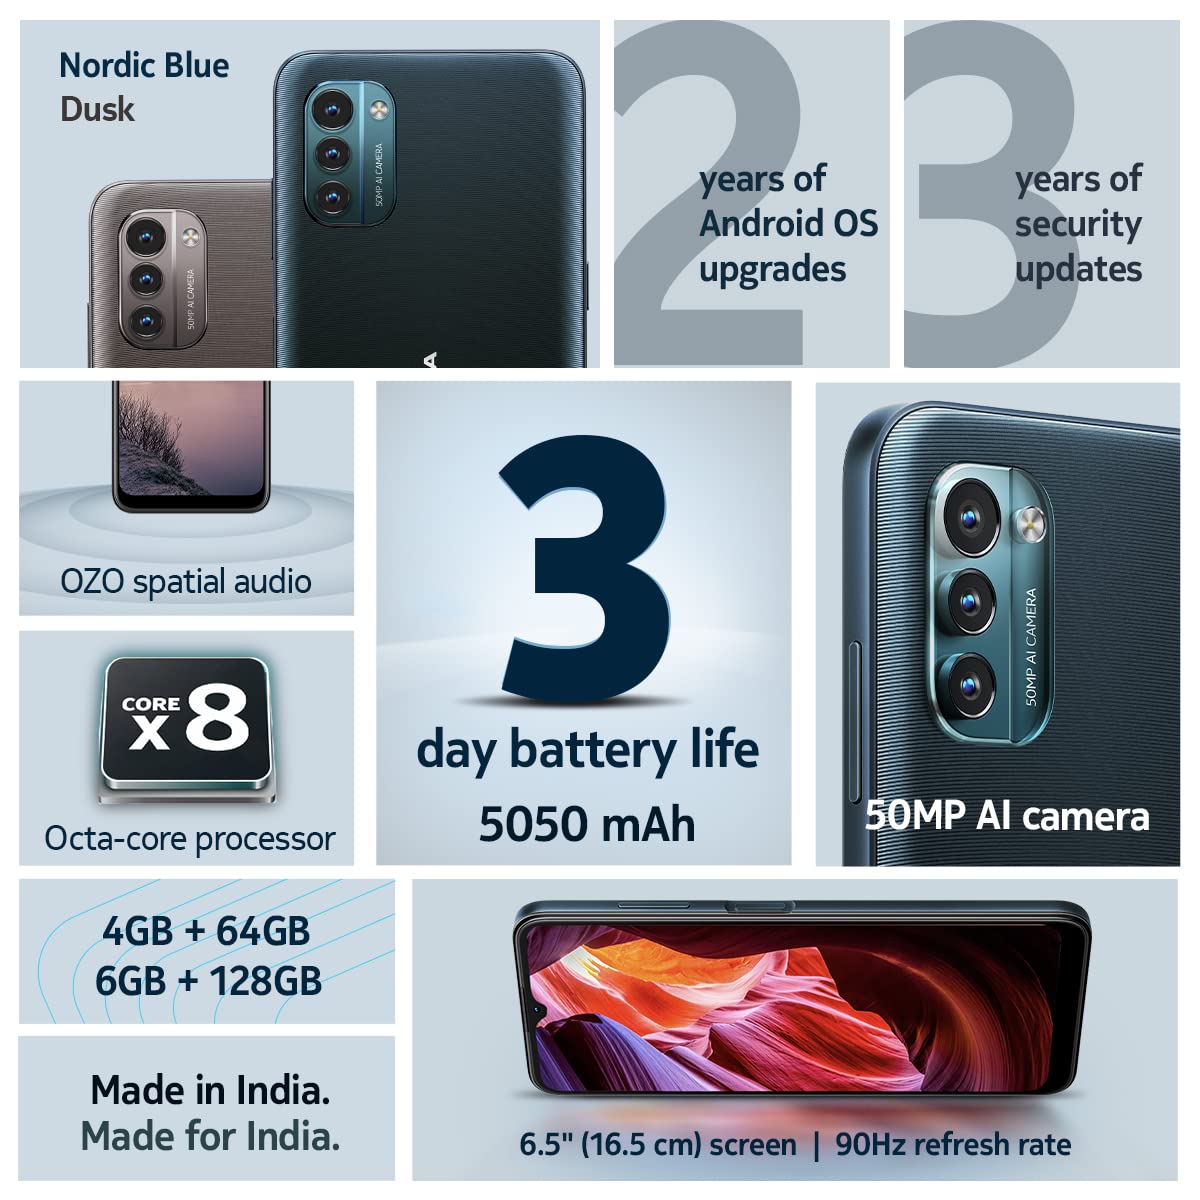 Nordic Blue
Dusk
50MP AI CAMERA
50MP AI CAMERA
A
2
years of
Android OS
upgrades
3
years of
security
updates
OZO spatial audio
CORE
x 8
Octa-core processor
3
day battery life
5050 mAh
50MP AI CAMERA
50MP AI camera
4GB + 64GB
6GB + 128GB
Made in India.
Made for India.
6.5" (16.5 cm) screen | 90Hz refresh rate